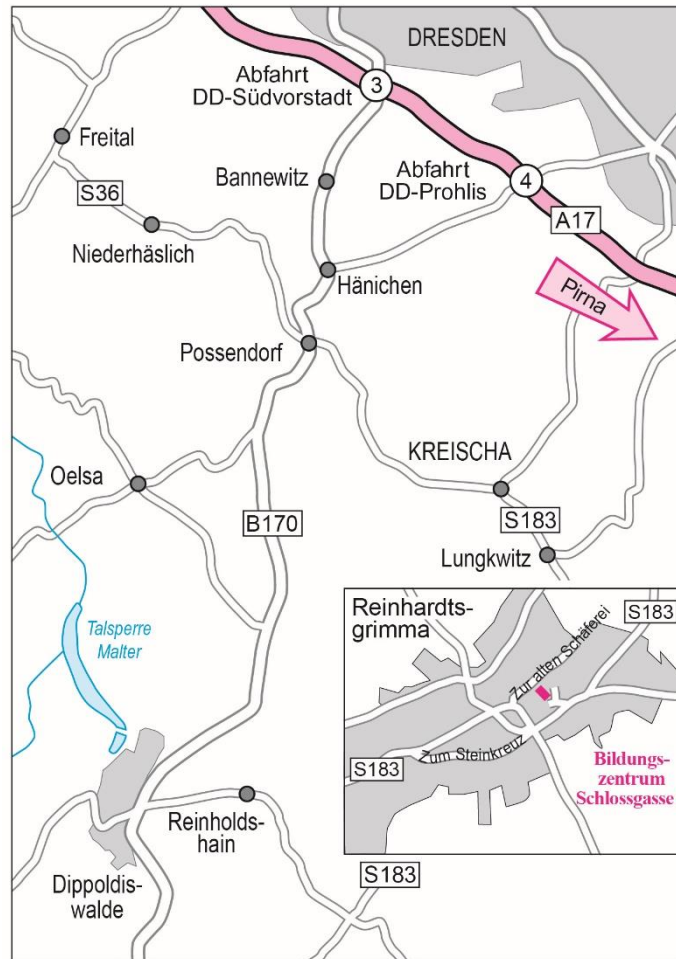 DRESDEN
Abfahrt
DD-Südvorstadt
3
Freital
Abfahrt
DD-Prohlis
4
Bannewitz
S36
A17
Niederhäslich
Hänichen
Pirna
Possendorf
KREISCHA
Oelsa
S183
B170
Lungkwitz
Reinhardts-
grimma
S183
Zur alten Schäferei
Talsperre
Malter
Zum Steinkreuz
S183
Bildungs-
zentrum
Schlossgasse
Reinholds-
hain
Dippoldis-
walde
S183